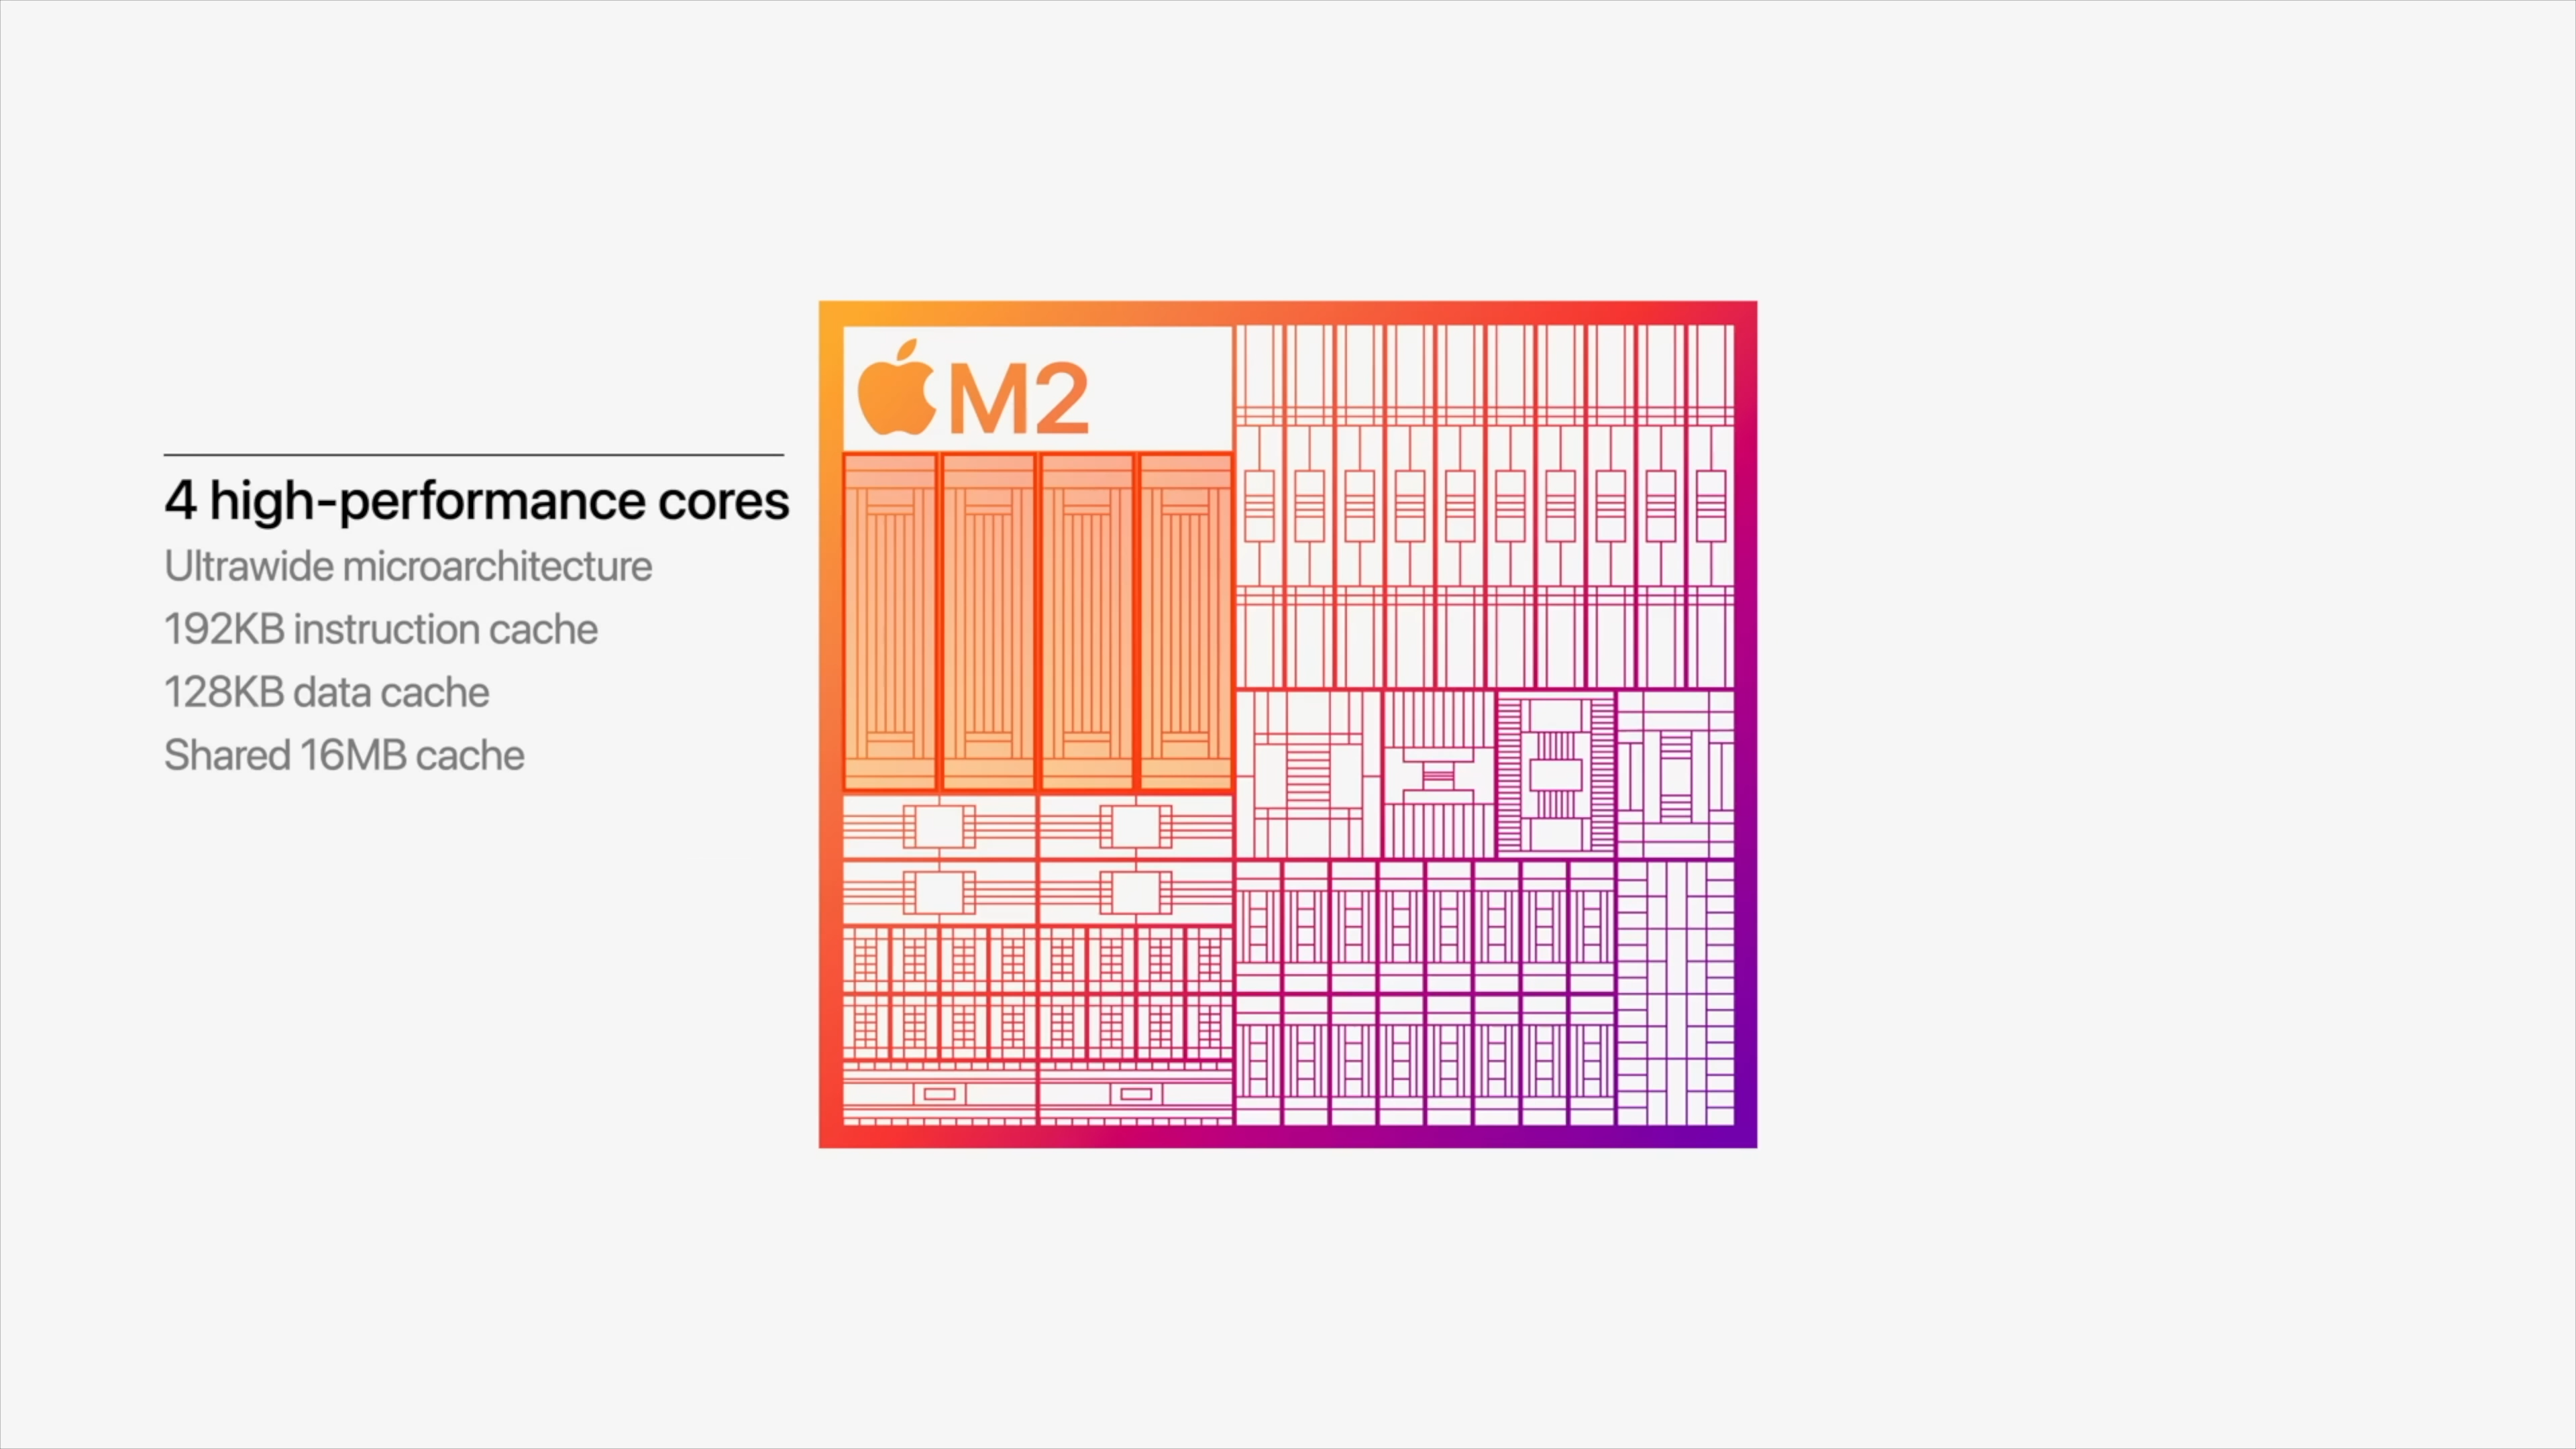 4 high-performance cores
Ultrawide microarchitecture
192KB instruction cache
128KB data cache
Shared 16MB cache
M2